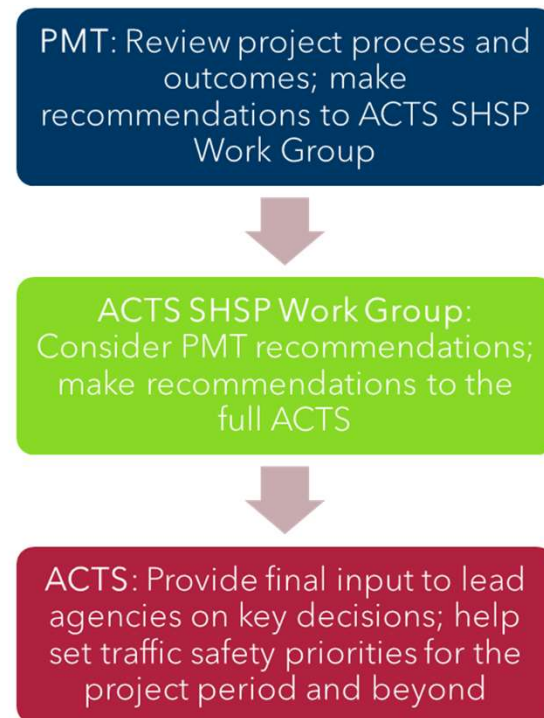 PMT: Review project process and
outcomes; make
recommendations to ACTS SHSP
Work Group
ACTS SHSP Work Group:
Consider PMT recommendations;
make recommendations to the
full ACTS
ACTS: Provide final input to lead
agencies on key decisions; help
set traffic safety priorities for the
project period and beyond